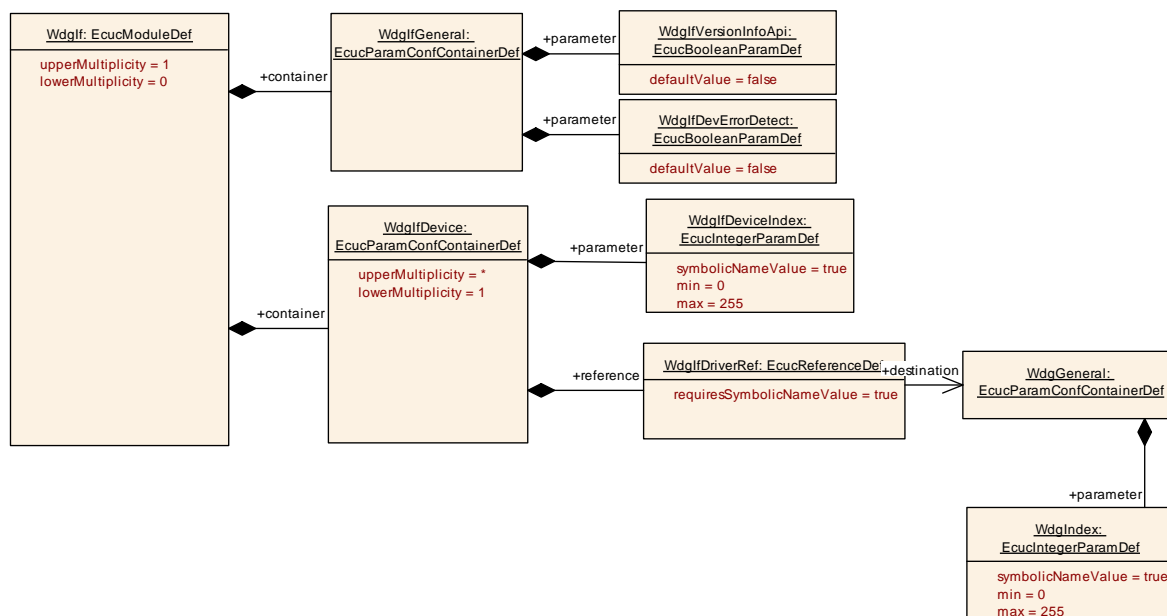 WdgIf: EcucModuleDef
upperMultiplicity = 1
lowerMultiplicity = 0
+container
WdgIfGeneral:
EcucParamConfContainerDef
+parameter
WdgIfVersionInfoApi:
EcucBooleanParamDef
defaultValue = false
+parameter
WdgIfDevErrorDetect:
EcucBooleanParamDef
defaultValue = false
+container
WdgIfDevice:
EcucParamConfContainerDef
upperMultiplicity = *
lowerMultiplicity = 1
+parameter
WdgIfDeviceIndex:
EcucIntegerParamDef
symbolicNameValue = true
min = 0
max = 255
+reference
WdgIfDriverRef: EcucReferenceDef
requiresSymbolicNameValue = true
+destination
WdgGeneral:
EcucParamConfContainerDef
+parameter
WdgIndex:
EcucIntegerParamDef
symbolicNameValue = true
min = 0
max = 255